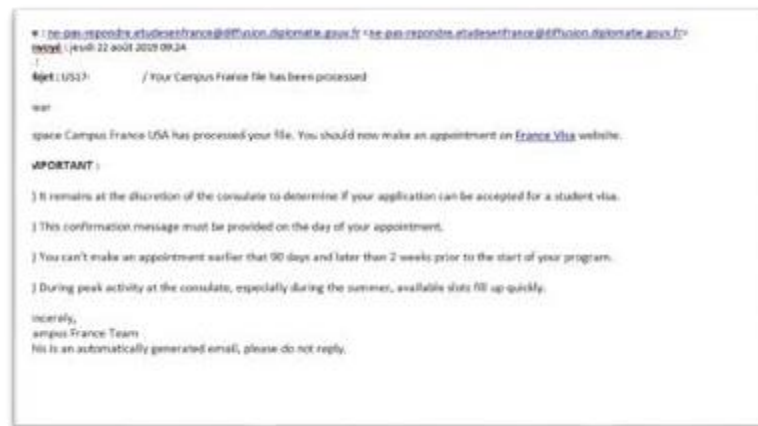 e : ne-pas-repondre.etudesenfrance@diffusion.diplomatie.gouv.fr <ne-pas-repondre.etudesenfrance@diffusion.diplomatie.gouv.fr>
nvoyé : jeudi 22 août 2019 09:24
:
bjet : US17- / Your Campus France file has been processed
ear
space Campus France USA has processed your file. You should now make an appointment on France Visa website.
MPORTANT :
) It remains at the discretion of the consulate to determine if your application can be accepted for a student visa.
) This confirmation message must be provided on the day of your appointment.
) You can't make an appointment earlier that 90 days and later than 2 weeks prior to the start of your program.
) During peak activity at the consulate, especially during the summer, available slots fill up quickly.
incerely,
ampus France Team
his is an automatically generated email, please do not reply.